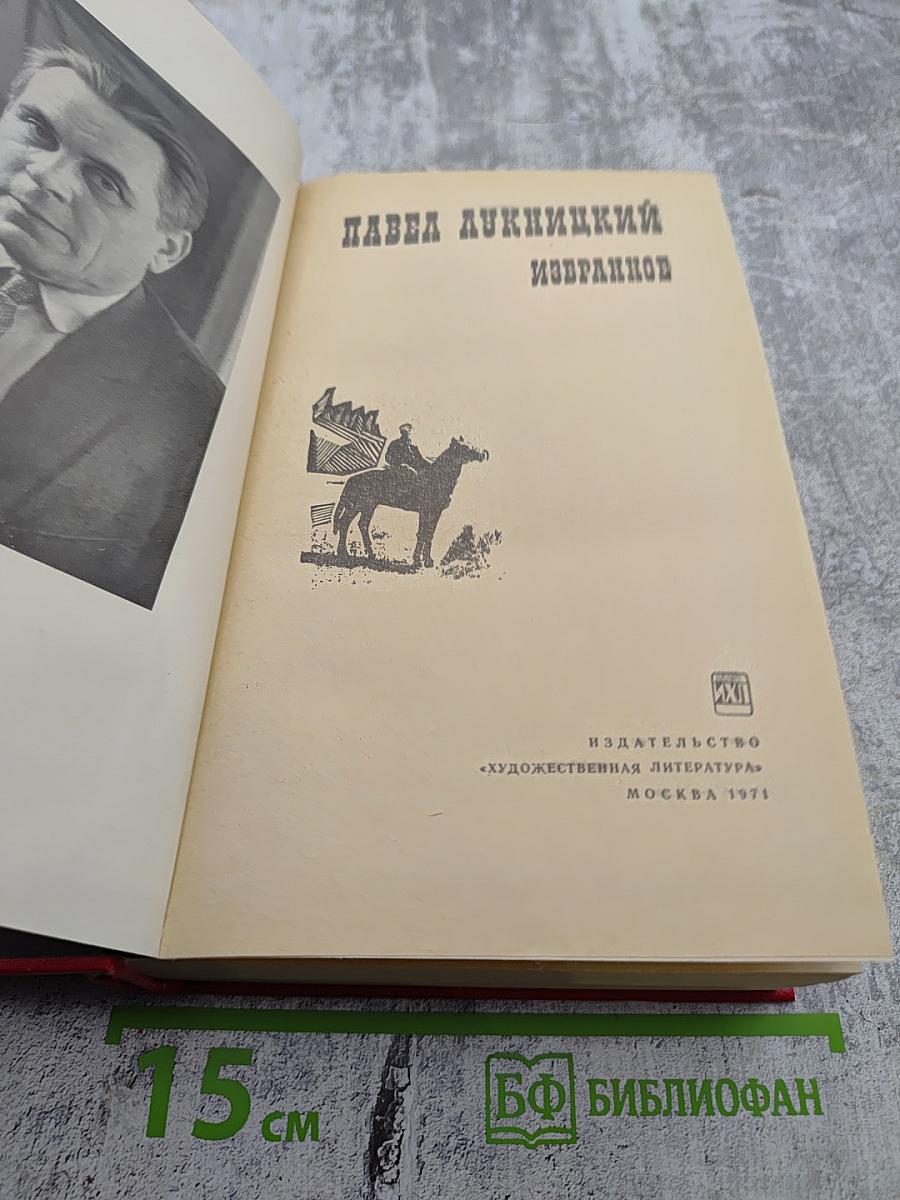 ПАВЕЛ ЛУКНИЦКИЙ
ИЗБРАННОЕ
ИХЛ
ИЗДАТЕЛЬСТВО
«ХУДОЖЕСТВЕННАЯ ЛИТЕРАТУРА»
МОСКВА 1971
15 см
БФ БИБЛИОФАН